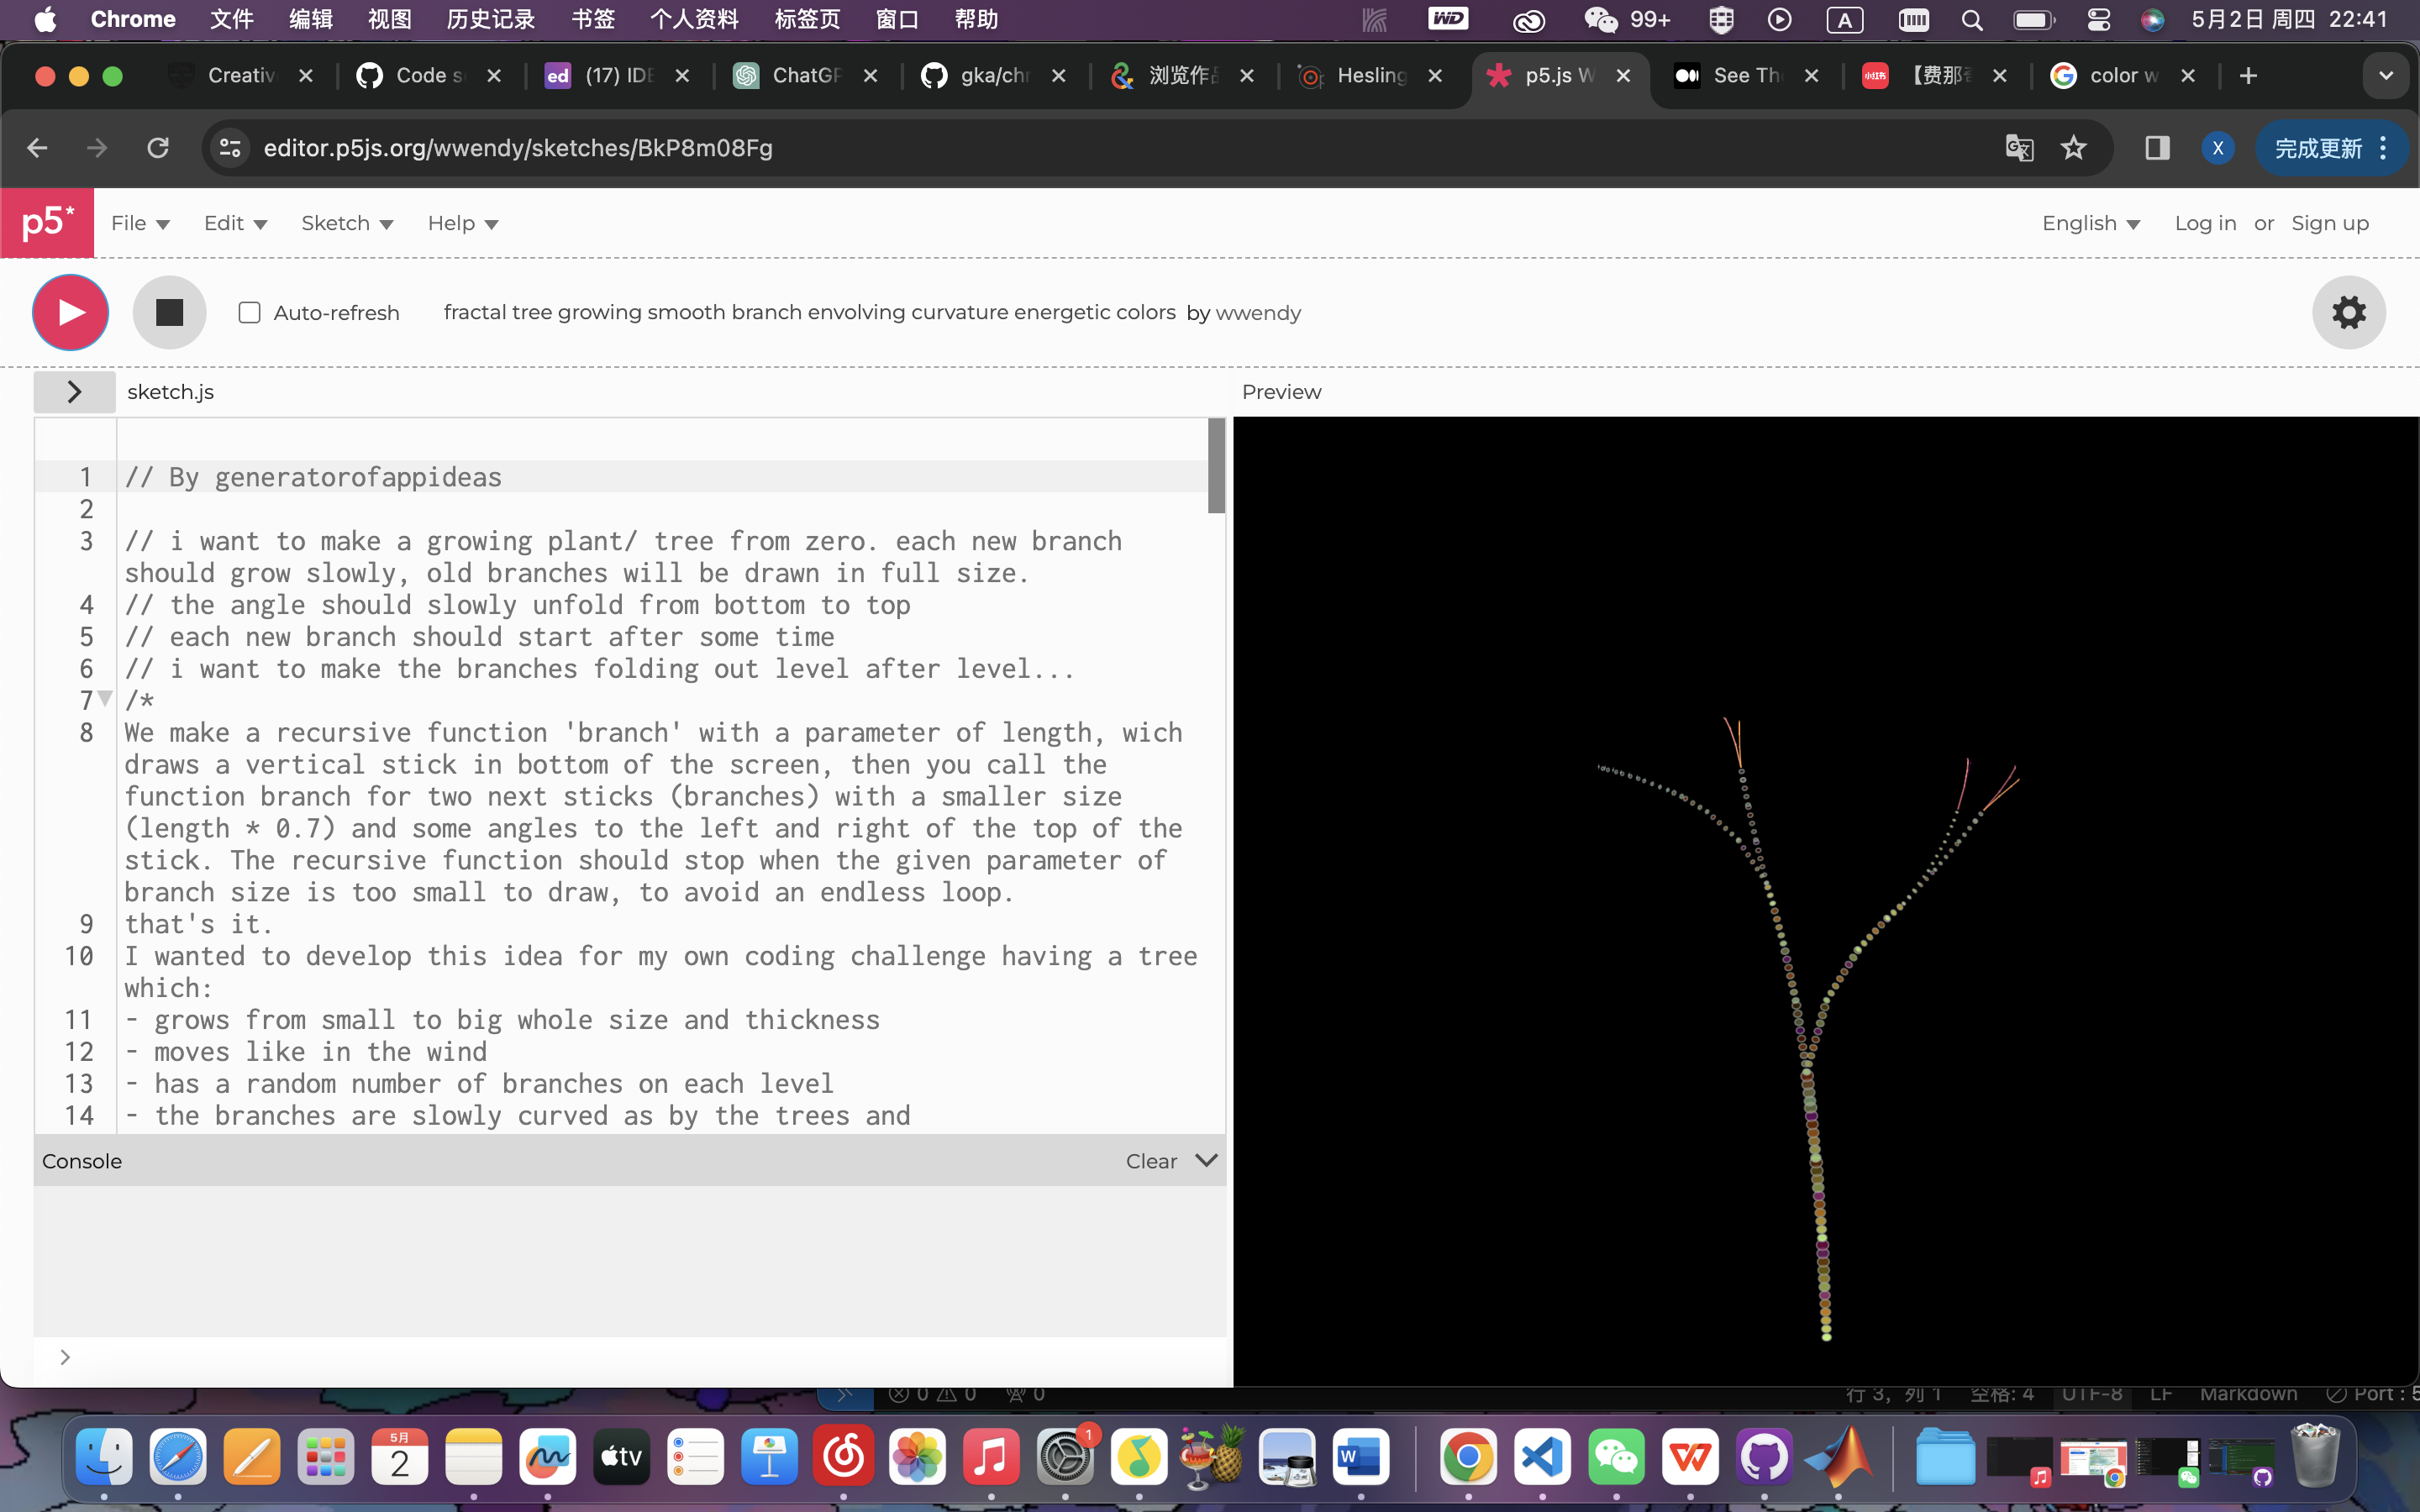 Chrome 文件 编辑 视图 历史记录 书签 个人资料 标签页 窗口 帮助 WD 99+ A 5月2日 周四 22:41
Creativ Code s ed (17) IDE ChatGP gka/chr 浏览作品 Hesling p5.js W See The 小红书 【费那 color w
editor.p5js.org/wwendy/sketches/BkP8m08Fg X 完成更新
p5* File Edit Sketch Help English Log in or Sign up
Auto-refresh fractal tree growing smooth branch envolving curvature energetic colors by wwendy
sketch.js Preview
1 // By generatorofappideas
2
3 // i want to make a growing plant/ tree from zero. each new branch
should grow slowly, old branches will be drawn in full size.
4 // the angle should slowly unfold from bottom to top
5 // each new branch should start after some time
6 // i want to make the branches folding out level after level...
7 /*
8 We make a recursive function 'branch' with a parameter of length, wich
draws a vertical stick in bottom of the screen, then you call the
function branch for two next sticks (branches) with a smaller size
(length * 0.7) and some angles to the left and right of the top of the
stick. The recursive function should stop when the given parameter of
branch size is too small to draw, to avoid an endless loop.
9 that's it.
10 I wanted to develop this idea for my own coding challenge having a tree
which:
11 - grows from small to big whole size and thickness
12 - moves like in the wind
13 - has a random number of branches on each level
14 - the branches are slowly curved as by the trees and
Console Clear
>
0 0 0 行 3, 列 1 空格: 4 UTF-8 LF Markdown Port : 5
5月
2
tv
1
W